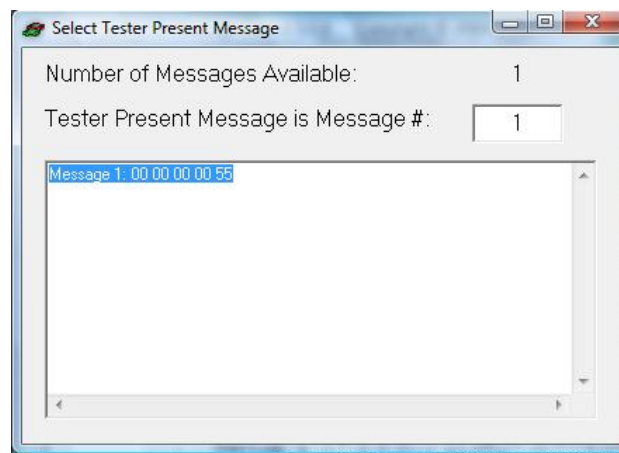 Select Tester Present Message
Number of Messages Available: 1
Tester Present Message is Message #: 1
Message 1: 00 00 00 00 55